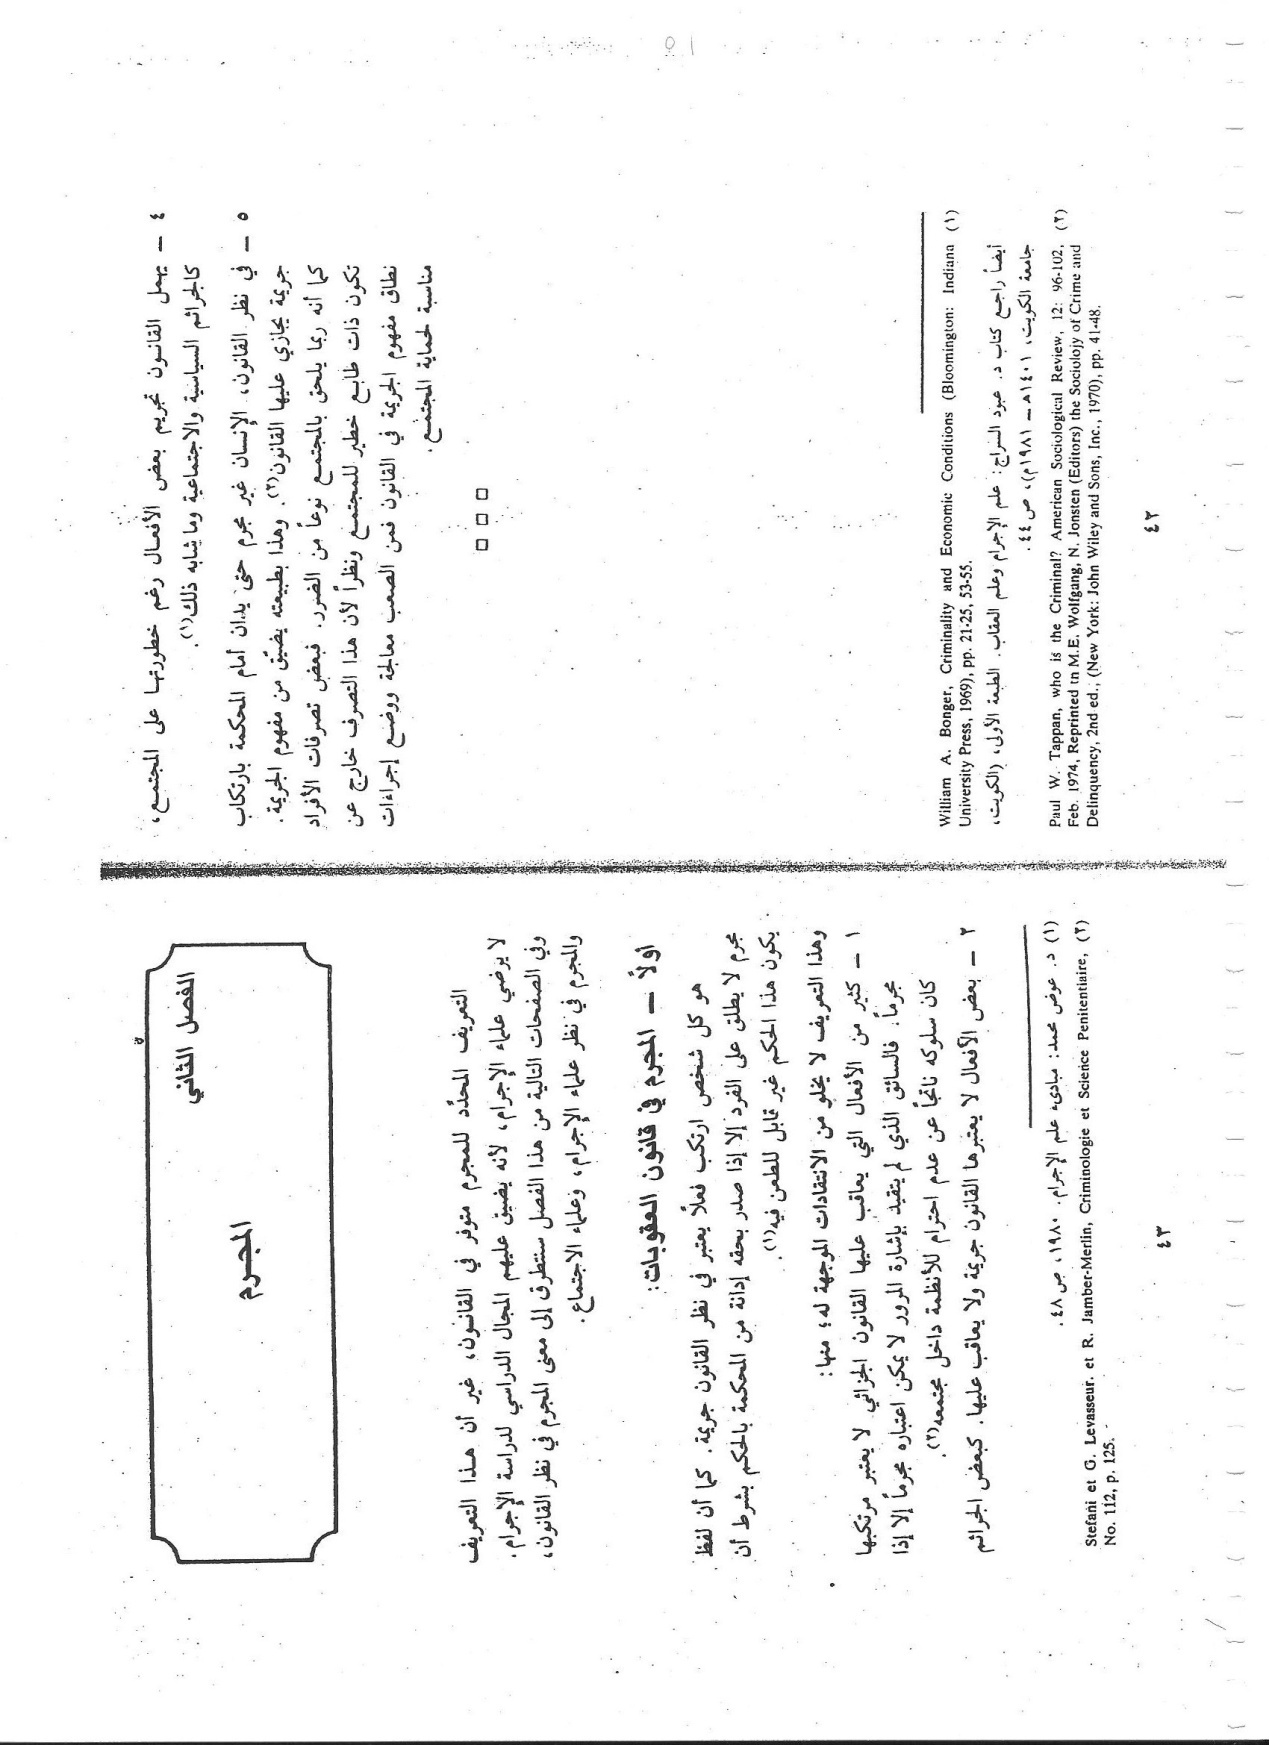 ٤ — يهمل القانون تجريم بعض الأفعال رغم خطورتها على المجتمع،
كالجرائم السياسية والاجتماعية وما شابه ذلك(١).
٥ — في نظر القانون، الإنسان غير مجرم حتى يدان أمام المحكمة بارتكاب
جريمة يجازي عليها القانون(٢). وهذا بطبيعته يضيّق من مفهوم الجريمة.
كما أنه ربما يلحق بالمجتمع نوعاً من الضرر. فبعض تصرفات الأفراد
تكون ذات طابع خطير للمجتمع ونظراً لأن هذا التصرف خارج عن
نطاق مفهوم الجريمة في القانون فمن الصعب معالجة ووضع إجراءات
مناسبة لحماية المجتمع.
(١) William A. Bonger, Criminality and Economic Conditions (Bloomington: Indiana
University Press, 1969), pp. 21-25, 53-55.
أيضاً راجع كتاب د. عبود السراج: علم الإجرام وعلم العقاب. الطبعة الأولى، (الكويت،
جامعة الكويت، ١٤٠١هـ – ١٩٨١م)، ص ٤٤.
(٢) Paul W. Tappan, who is the Criminal? American Sociological Review, 12: 96-102,
Feb. 1974, Reprinted in M.E. Wolfgang, N. Jonsten (Editors) the Sociolojy of Crime and
Delinquency, 2nd ed., (New York: John Wiley and Sons, Inc., 1970), pp. 41-48.
٤٢
الفصل الثاني
المجرم
التعريف المحدّد للمجرم متوفر في القانون، غير أن هذا التعريف
لا يرضي علماء الإجرام، لأنه يضيق عليهم المجال الدراسي لدراسة الإجرام.
وفي الصفحات التالية من هذا الفصل سنتطرق إلى معنى المجرم في نظر القانون،
والمجرم في نظر علماء الإجرام، وعلماء الاجتماع.
أولاً — المجرم في قانون العقوبات:
هو كل شخص ارتكب فعلاً يعتبر في نظر القانون جريمة. كما أن لفظ
مجرم لا يطلق على الفرد إلا إذا صدر بحقه إدانة من المحكمة بالحكم بشرط أن
يكون هذا الحكم غير قابل للطعن فيه(١).
وهذا التعريف لا يخلو من الانتقادات الموجهة له؛ منها:
١ — كثير من الأفعال التي يعاقب عليها القانون الجزائي لا يعتبر مرتكبها
مجرماً. فالسائق الذي لم يتقيد بإشارة المرور لا يمكن اعتباره مجرماً إلا إذا
كان سلوكه ناتجاً عن عدم احترام للأنظمة داخل مجتمعه(٢).
٢ — بعض الأفعال لا يعتبرها القانون جريمة ولا يعاقب عليها. كبعض الجرائم
(١) د. عوض محمد: مبادىء علم الإجرام. ١٩٨٠، ص ٤٨.
(٢) Stefani et G. Levasseur. et R. Jamber-Merlin, Criminologie et Science Penitentiaire,
No. 112, p. 125.
٤٣